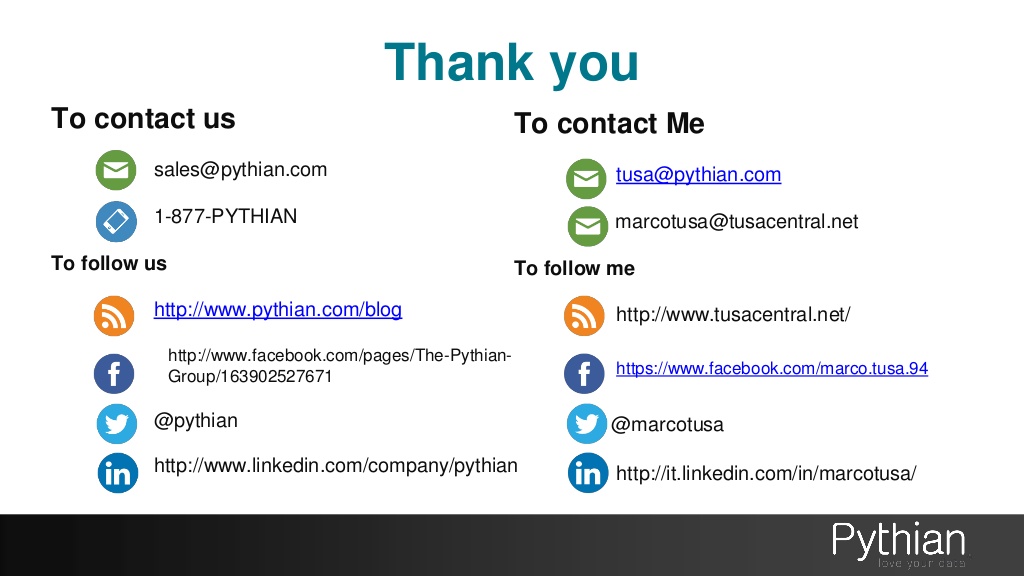 Thank you
To contact us
sales@pythian.com
1-877-PYTHIAN
To follow us
http://www.pythian.com/blog
http://www.facebook.com/pages/The-Pythian-
Group/163902527671
@pythian
http://www.linkedin.com/company/pythian
To contact Me
tusa@pythian.com
marcotusa@tusacentral.net
To follow me
http://www.tusacentral.net/
https://www.facebook.com/marco.tusa.94
@marcotusa
http://it.linkedin.com/in/marcotusa/
Pythian
love your data